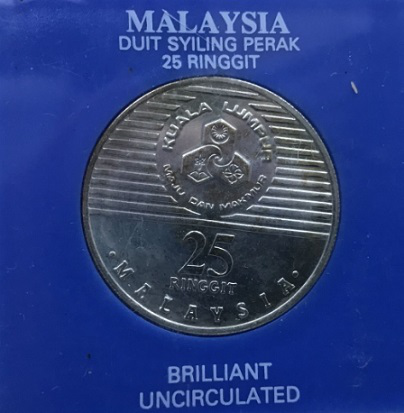 MALAYSIA
DUIT SYILING PERAK
25 RINGGIT
KUALA LUMPUR
MAJU DAN MAKMUR
25
RINGGIT
• MALAYSIA •
BRILLIANT
UNCIRCULATED